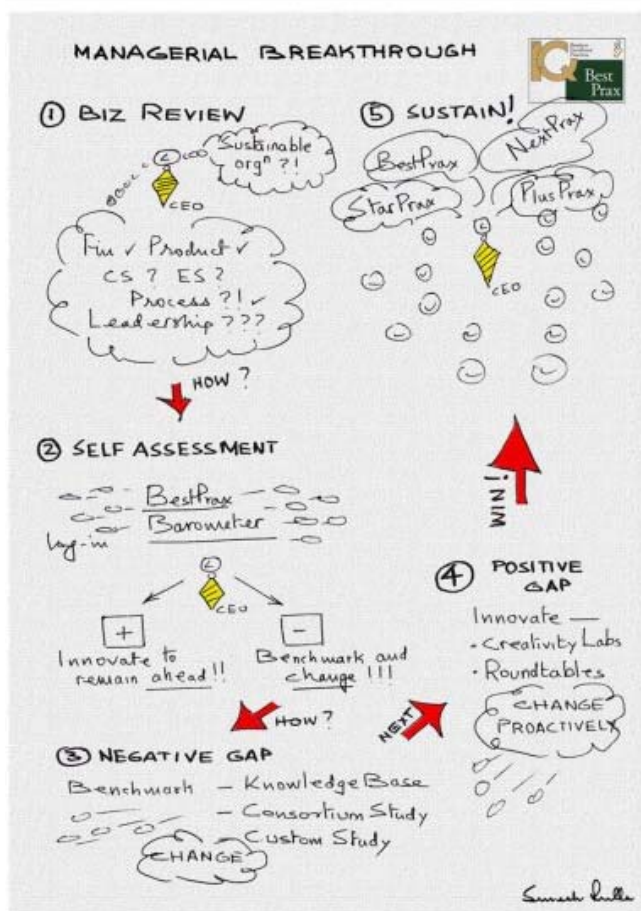 MANAGERIAL BREAKTHROUGH
IQ
Best
Prax
① BIZ REVIEW
Sustainable
orgn ?!
CEO
Fin ✓ Product ✓
CS ? ES ?
Process ?! ✓
Leadership ???
HOW ?
② SELF ASSESSMENT
BestPrax
Barometer
log-in
CEO
+
Innovate to
remain ahead!!
-
Benchmark and
change !!!
HOW ?
③ NEGATIVE GAP
Benchmark – Knowledge Base
– Consortium Study
– Custom Study
CHANGE
NEXT
④ POSITIVE
GAP
Innovate —
• Creativity Labs
• Roundtables
CHANGE
PROACTIVELY
WIN!
⑤ SUSTAIN!
BestPrax
NextPrax
StarPrax
PlusPrax
CEO